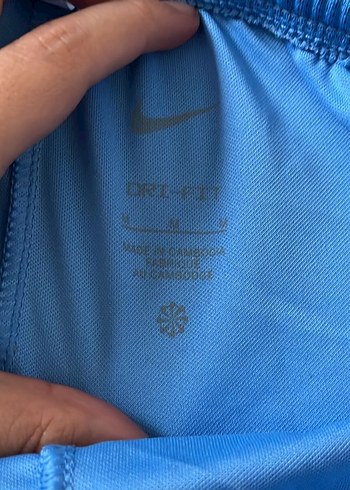 DRI-FIT
M M M
MADE IN CAMBODIA
FABRIQUÉ
AU CAMBODGE